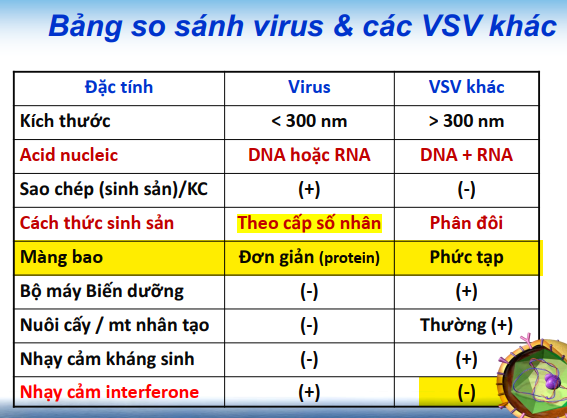 Bảng so sánh virus & các VSV khác
Đặc tính Virus VSV khác
Kích thước < 300 nm > 300 nm
Acid nucleic DNA hoặc RNA DNA + RNA
Sao chép (sinh sản)/KC (+) (-)
Cách thức sinh sản Theo cấp số nhân Phân đôi
Màng bao Đơn giản (protein) Phức tạp
Bộ máy Biến dưỡng (-) (+)
Nuôi cấy / mt nhân tạo (-) Thường (+)
Nhạy cảm kháng sinh (-) (+)
Nhạy cảm interferone (+) (-)